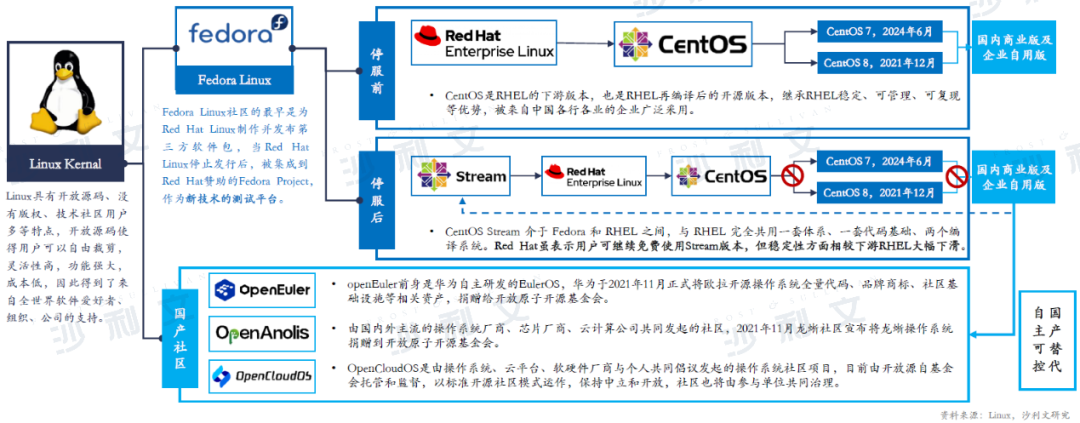 Linux Kernal
Linux具有开放源码、没
有版权、技术社区用户
多等特点，开放源码使
得用户可以自由裁剪，
灵活性高，功能强大，
成本低，因此得到了来
自全世界软件爱好者、
组织、公司的支持。
fedora
Fedora Linux
Fedora Linux社区的最早是为
Red Hat Linux制作并发布第
三方软件包，当Red Hat
Linux停止发行后，被集成到
Red Hat赞助的Fedora Project，
作为新技术的测试平台。
停服前
Red Hat
Enterprise Linux
CentOS
CentOS 7，2024年6月
CentOS 8，2021年12月
国内商业版及
企业自用版
• CentOS是RHEL的下游版本，也是RHEL再编译后的开源版本，继承RHEL稳定、可管理、可复现
等优势，被来自中国各行各业的企业广泛采用。
停服后
Stream
Red Hat
Enterprise Linux
CentOS
CentOS 7，2024年6月
CentOS 8，2021年12月
国内商业版及
企业自用版
• CentOS Stream 介于 Fedora 和 RHEL 之间，与 RHEL 完全共用一套体系、一套代码基础、两个编
译系统。Red Hat虽表示用户可继续免费使用Stream版本，但稳定性方面相较下游RHEL大幅下滑。
国产社区
OpenEuler
• openEuler前身是华为自主研发的EulerOS，华为于2021年11月正式将欧拉开源操作系统全量代码、品牌商标、社区基
础设施等相关资产，捐赠给开放原子开源基金会。
OpenAnolis
• 由国内外主流的操作系统厂商、芯片厂商、云计算公司共同发起的社区，2021年11月龙蜥社区宣布将龙蜥操作系统
捐赠到开放原子开源基金会。
OpenCloudOS
• OpenCloudOS是由操作系统、云平台、软硬件厂商与个人共同倡议发起的操作系统社区项目，目前由开放源自基金
会托管和监督，以标准开源社区模式运作，保持中立和开放，社区也将由参与单位共同治理。
国产替代
自主可控
资料来源：Linux，沙利文研究
沙利文